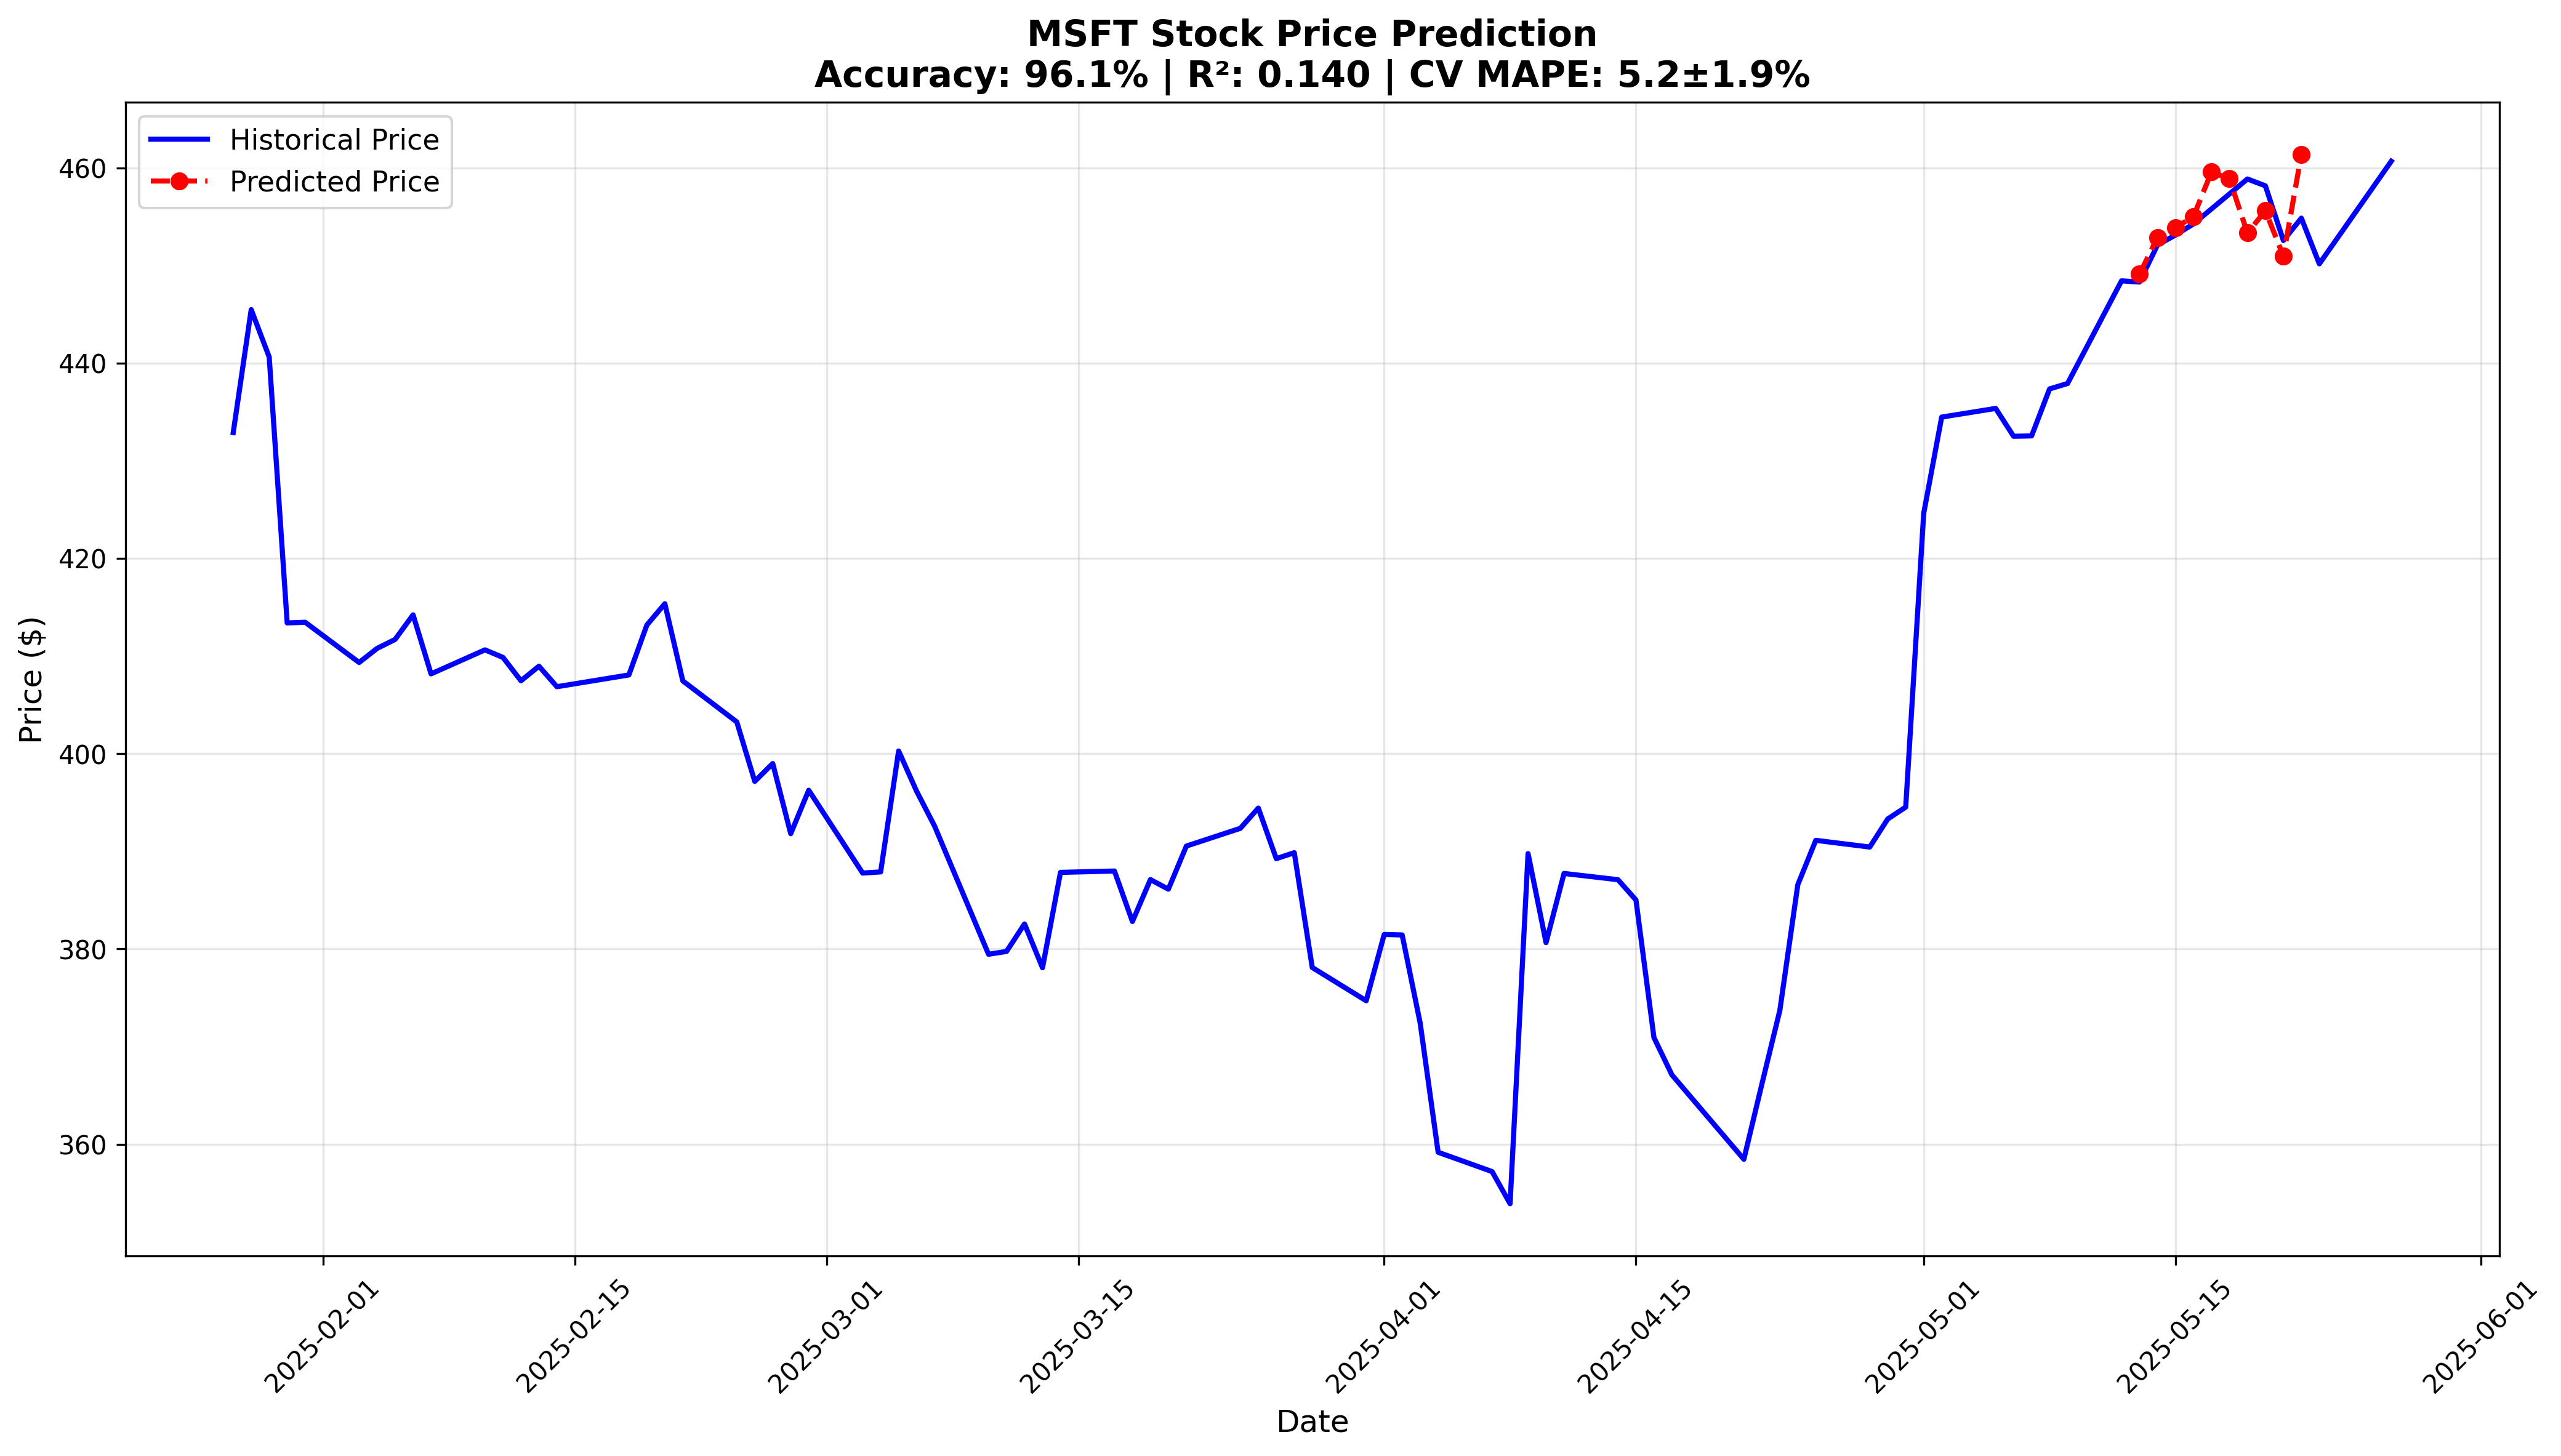 MSFT Stock Price Prediction
Accuracy: 96.1% | R²: 0.140 | CV MAPE: 5.2±1.9%
Historical Price
Predicted Price
Price ($)
460
440
420
400
380
360
2025-02-01
2025-02-15
2025-03-01
2025-03-15
2025-04-01
2025-04-15
2025-05-01
2025-05-15
2025-06-01
Date